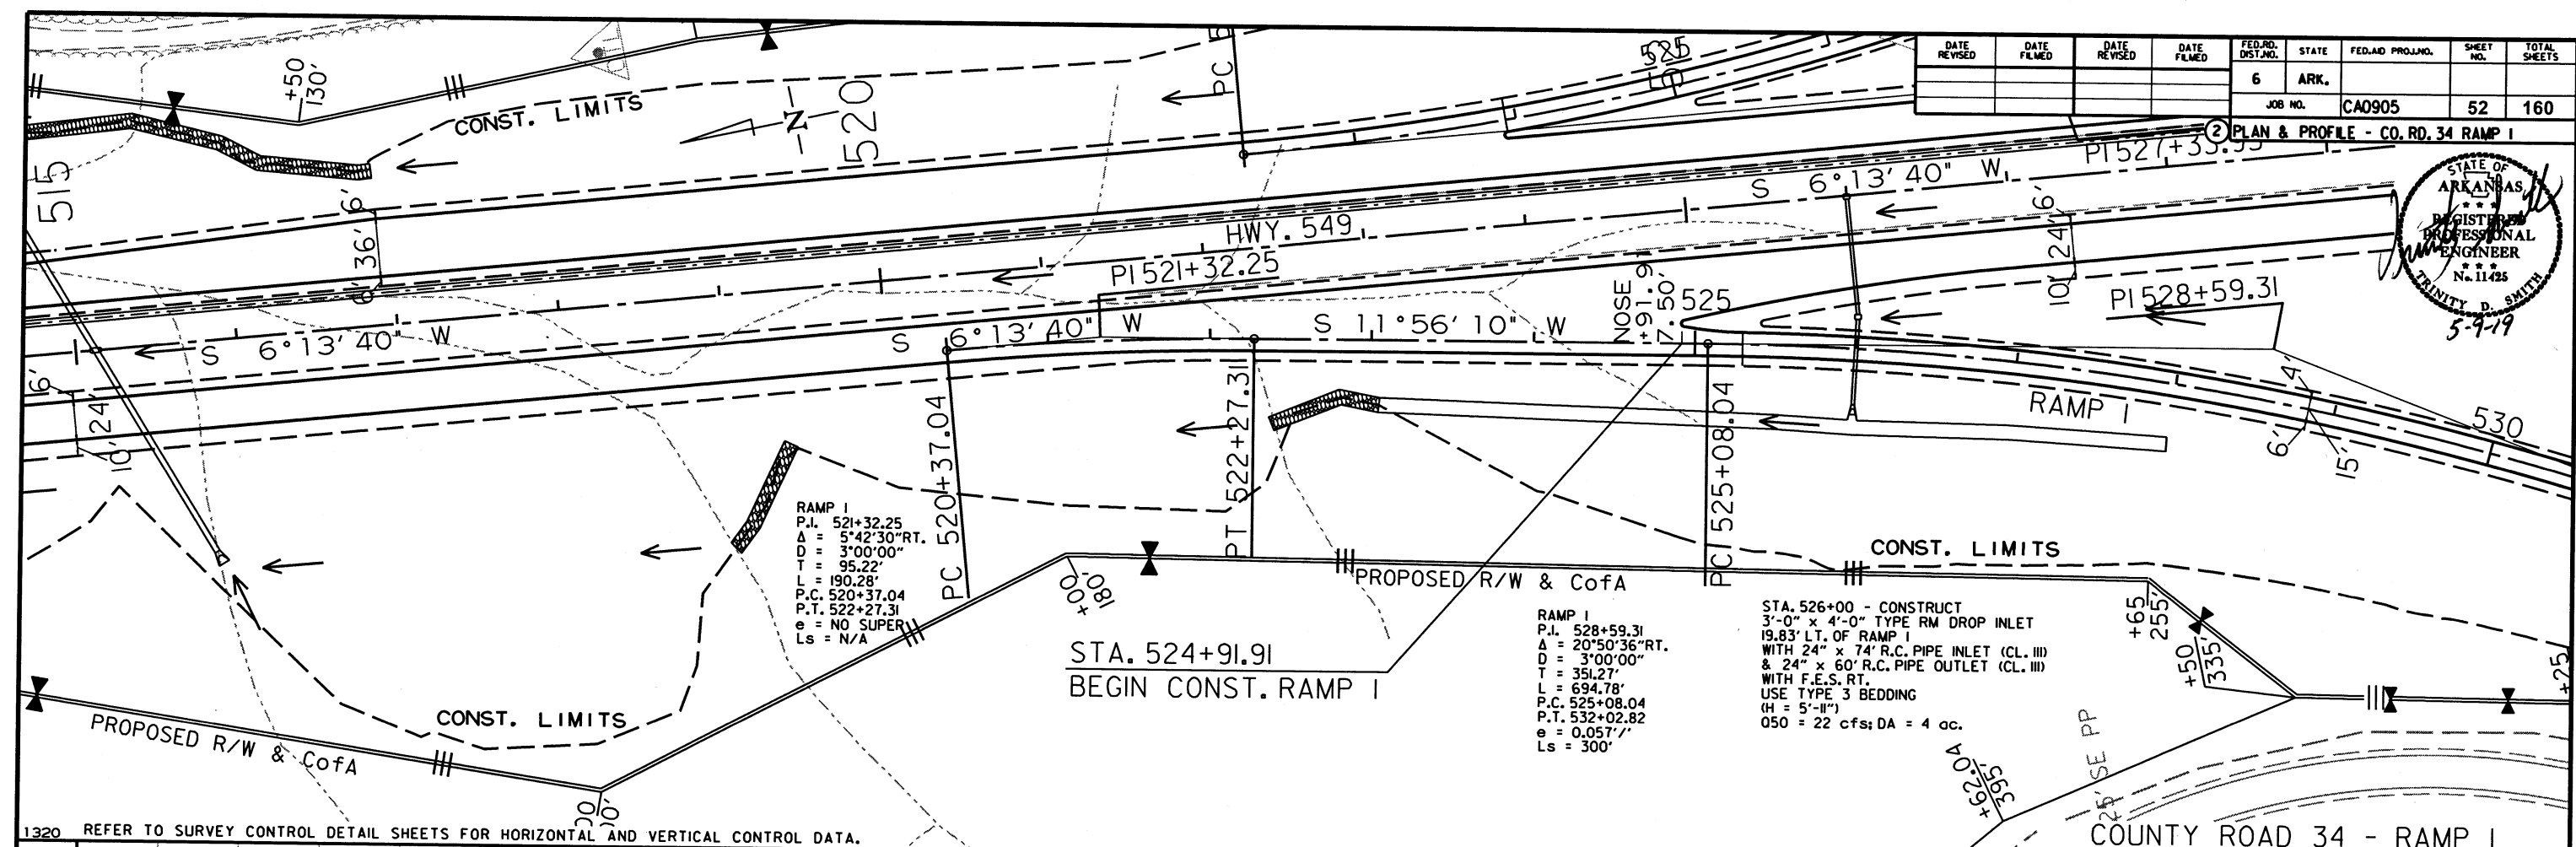 DATE REVISED
DATE FILMED
DATE REVISED
DATE FILMED
FED.RD. DIST.NO.
STATE
FED.AID PROJ.NO.
SHEET NO.
TOTAL SHEETS
6
ARK.
JOB NO.
CA0905
52
160
2
PLAN & PROFILE - CO. RD. 34 RAMP 1
STATE OF
ARKANSAS
* * *
REGISTERED
PROFESSIONAL
ENGINEER
* * *
No. 11425
TRINITY D. SMITH
5-9-19
+50
130'
CONST. LIMITS
N
520
PC
525
515
6'
36'
6'
PI 527+33.93
S 6°13'40" W
HWY. 549
PI 521+32.25
6'
24'
10'
PI 528+59.31
NOSE
+91.91
7.50'
525
S 6°13'40" W
S 6°13'40" W
S 11°56'10" W
6'
24'
10'
PC 520+37.04
PT 522+27.31
PC 525+08.04
RAMP 1
4'
6'
15'
530
RAMP 1
P.I. 521+32.25
Δ = 5°42'30"RT.
D = 3°00'00"
T = 95.22'
L = 190.28'
P.C. 520+37.04
P.T. 522+27.31
e = NO SUPER
Ls = N/A
+00
180'
PROPOSED R/W & CofA
CONST. LIMITS
STA. 524+91.91
BEGIN CONST. RAMP 1
RAMP 1
P.I. 528+59.31
Δ = 20°50'36"RT.
D = 3°00'00"
T = 351.27'
L = 694.78'
P.C. 525+08.04
P.T. 532+02.82
e = 0.057'/'
Ls = 300'
STA. 526+00 - CONSTRUCT
3'-0" x 4'-0" TYPE RM DROP INLET
19.83' LT. OF RAMP 1
WITH 24" x 74' R.C. PIPE INLET (CL. III)
& 24" x 60' R.C. PIPE OUTLET (CL. III)
WITH F.E.S. RT.
USE TYPE 3 BEDDING
(H = 5'-11")
Q50 = 22 cfs; DA = 4 ac.
+65
255'
+50
335'
+25
+62.04
395'
SE PP
CONST. LIMITS
PROPOSED R/W & CofA
1320
REFER TO SURVEY CONTROL DETAIL SHEETS FOR HORIZONTAL AND VERTICAL CONTROL DATA.
COUNTY ROAD 34 - RAMP 1